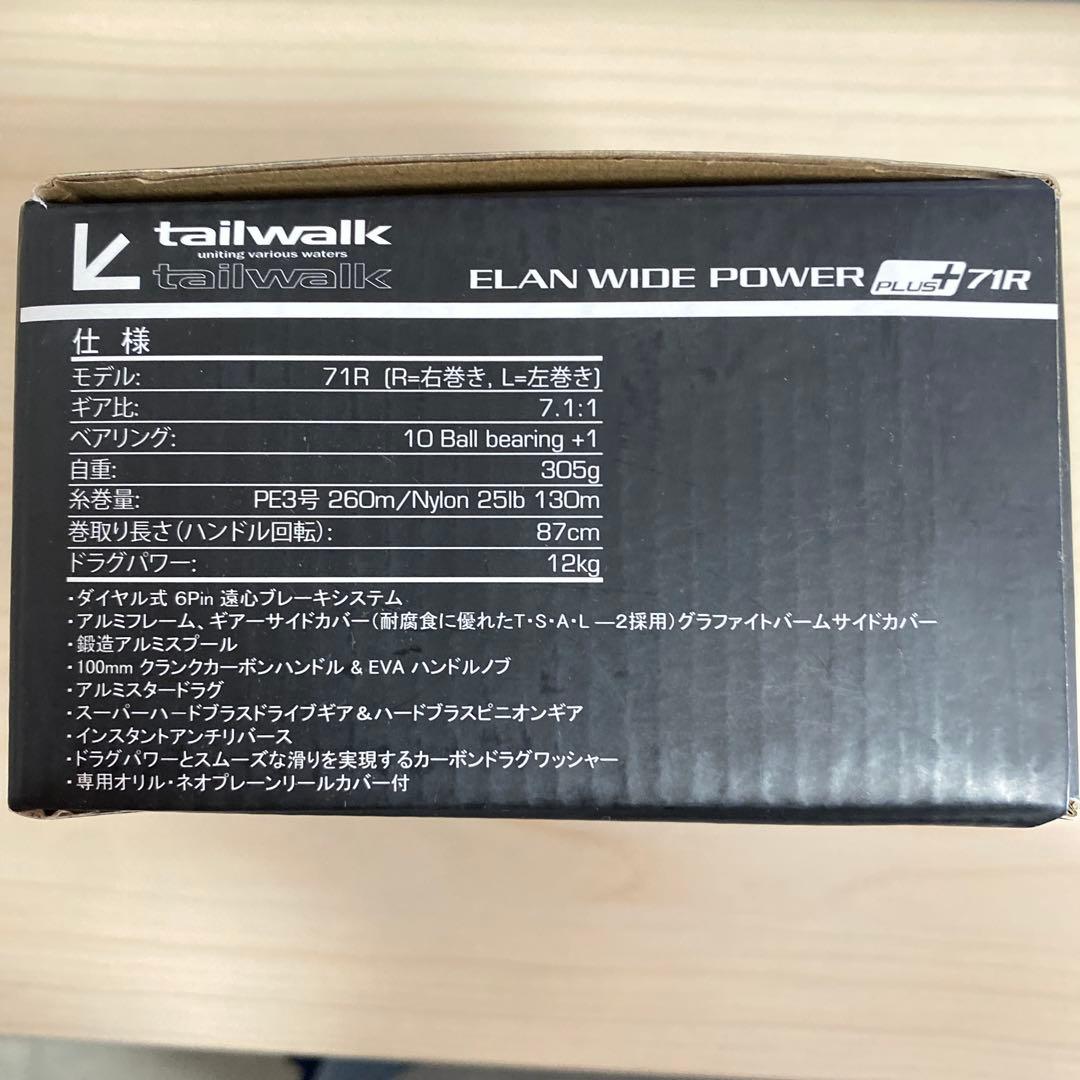 tailwalk
uniting various waters
tailwalk
ELAN WIDE POWER PLUS+ 71R
仕 様
モデル: 71R (R=右巻き, L=左巻き)
ギア比: 7.1:1
ベアリング: 10 Ball bearing +1
自重: 305g
糸巻量: PE3号 260m/Nylon 25lb 130m
巻取り長さ(ハンドル回転): 87cm
ドラグパワー: 12kg
・ダイヤル式 6Pin 遠心ブレーキシステム
・アルミフレーム、ギアーサイドカバー(耐腐食に優れたT・S・A・L ―2採用)グラファイトパームサイドカバー
・鍛造アルミスプール
・100mm クランクカーボンハンドル & EVA ハンドルノブ
・アルミスタードラグ
・スーパーハードブラスドライブギア&ハードブラスピニオンギア
・インスタントアンチリバース
・ドラグパワーとスムーズな滑りを実現するカーボンドラグワッシャー
・専用オリル・ネオプレーンリールカバー付